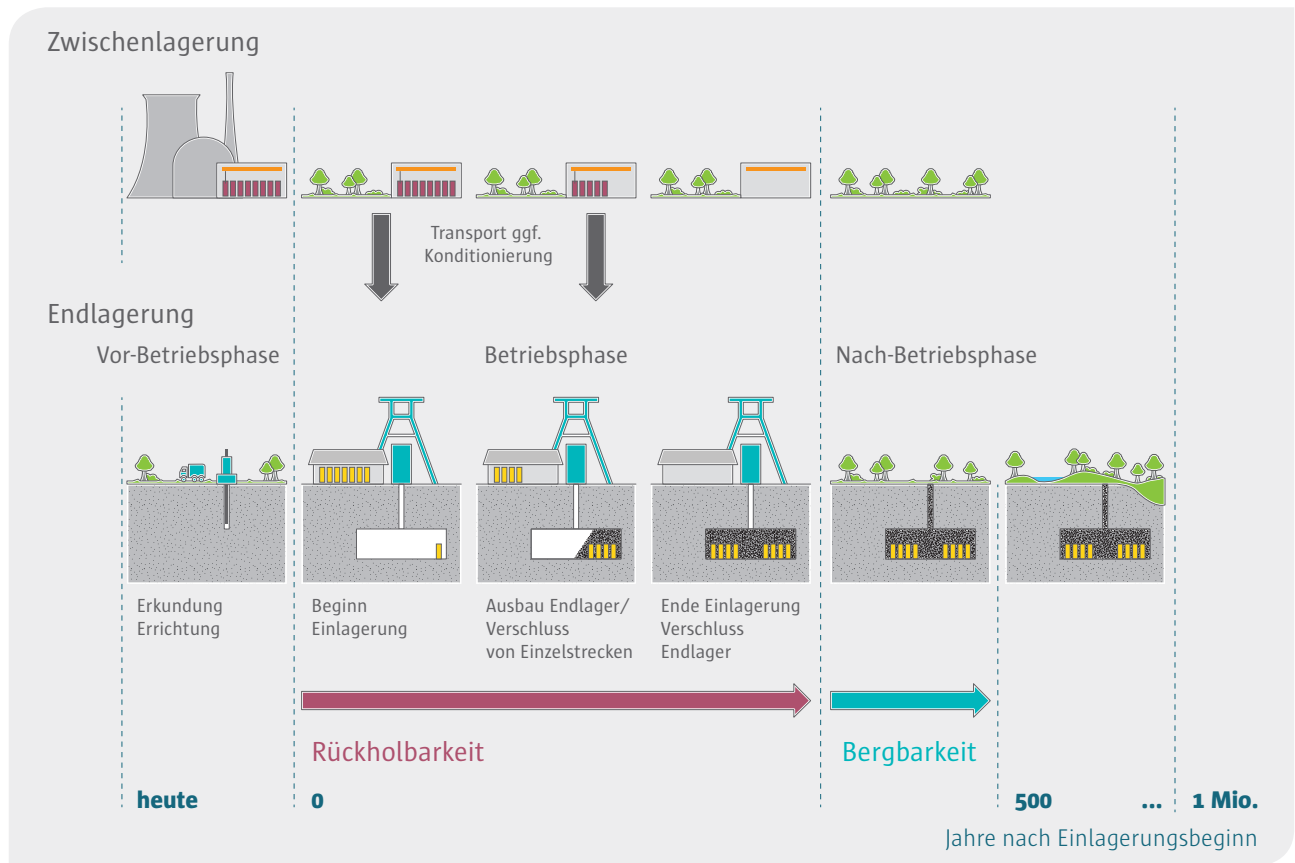 Zwischenlagerung
Transport ggf.
Konditionierung
Endlagerung
Vor-Betriebsphase
Betriebsphase
Nach-Betriebsphase
Erkundung
Errichtung
Beginn
Einlagerung
Ausbau Endlager/
Verschluss
von Einzelstrecken
Ende Einlagerung
Verschluss
Endlager
Rückholbarkeit
Bergbarkeit
heute
0
500
...
1 Mio.
Jahre nach Einlagerungsbeginn